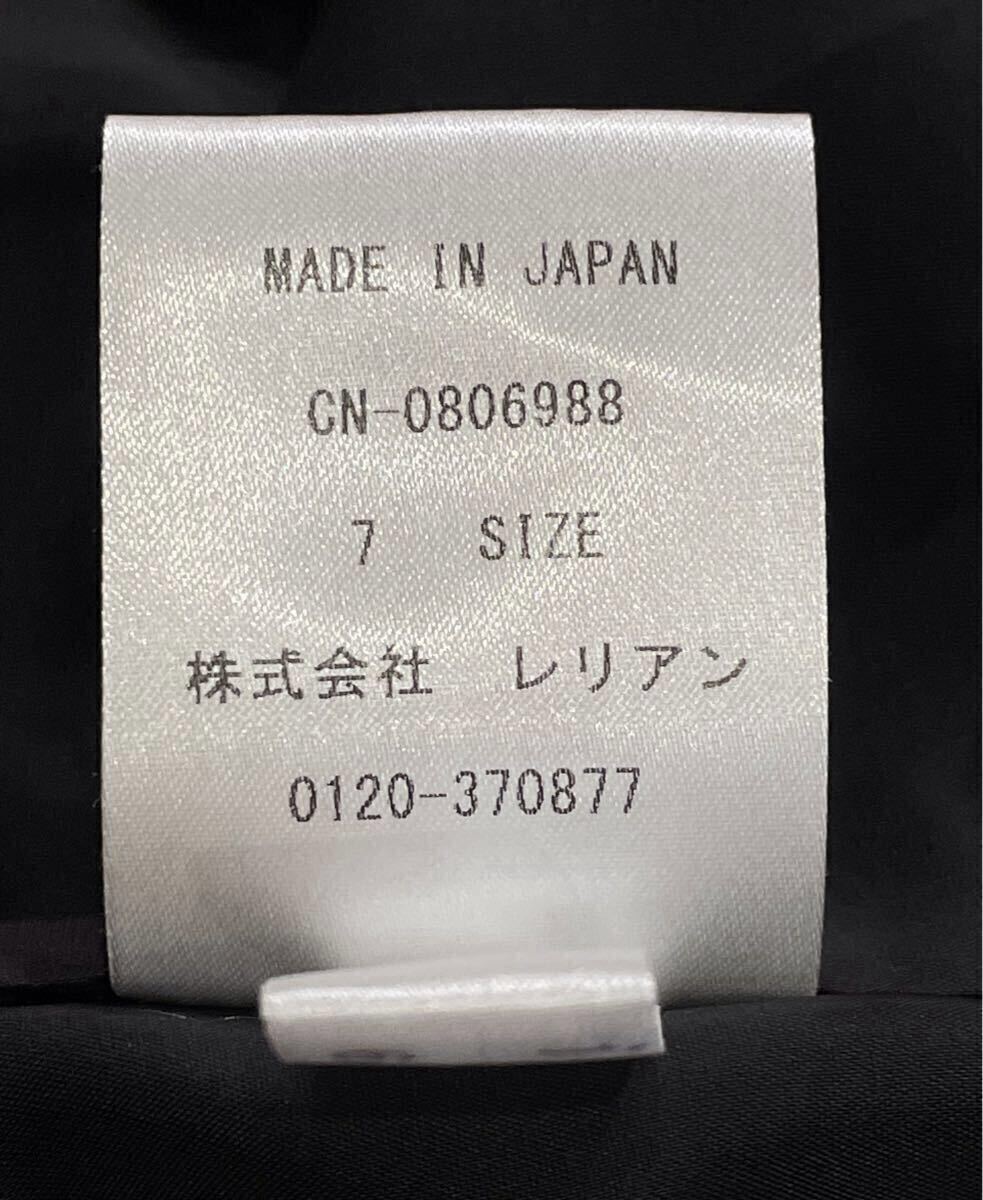 MADE IN JAPAN
CN-0806988
7 SIZE
株式会社 レリアン
0120-370877